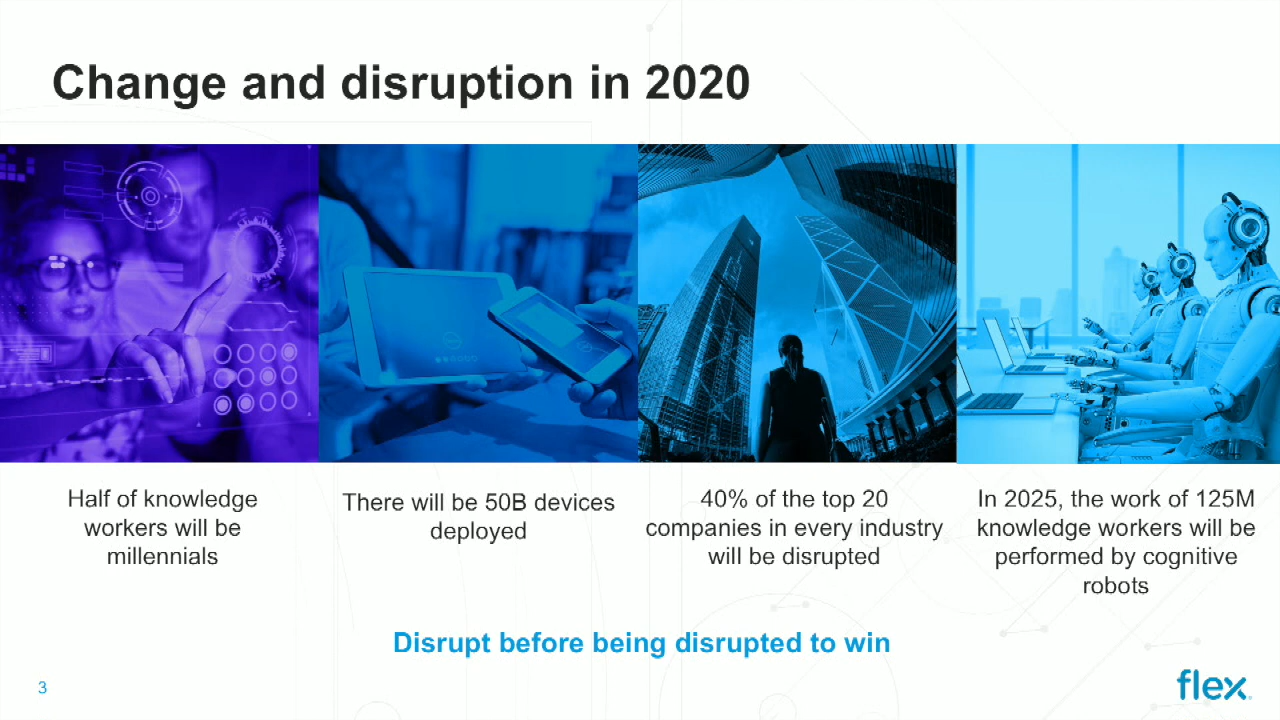 Change and disruption in 2020
Half of knowledge
workers will be
millennials
There will be 50B devices
deployed
40% of the top 20
companies in every industry
will be disrupted
In 2025, the work of 125M
knowledge workers will be
performed by cognitive
robots
Disrupt before being disrupted to win
3
flex